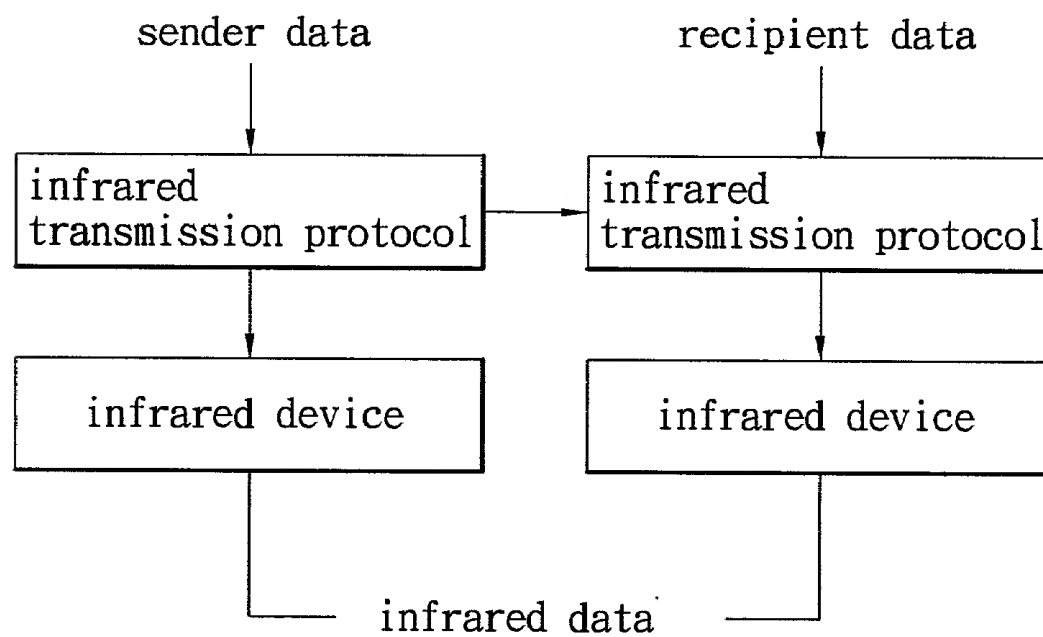 sender data
recipient data
infrared
transmission protocol
infrared
transmission protocol
infrared device
infrared device
infrared data